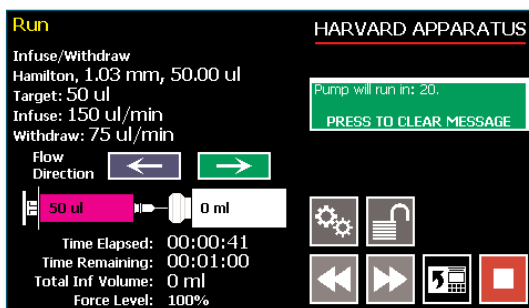 Run
HARVARD APPARATUS
Infuse/Withdraw
Hamilton, 1.03 mm, 50.00 ul
Target: 50 ul
Infuse: 150 ul/min
Withdraw: 75 ul/min
Pump will run in: 20.
PRESS TO CLEAR MESSAGE
Flow
Direction
50 ul
0 ml
Time Elapsed: 00:00:41
Time Remaining: 00:01:00
Total Inf Volume: 0 ml
Force Level: 100%